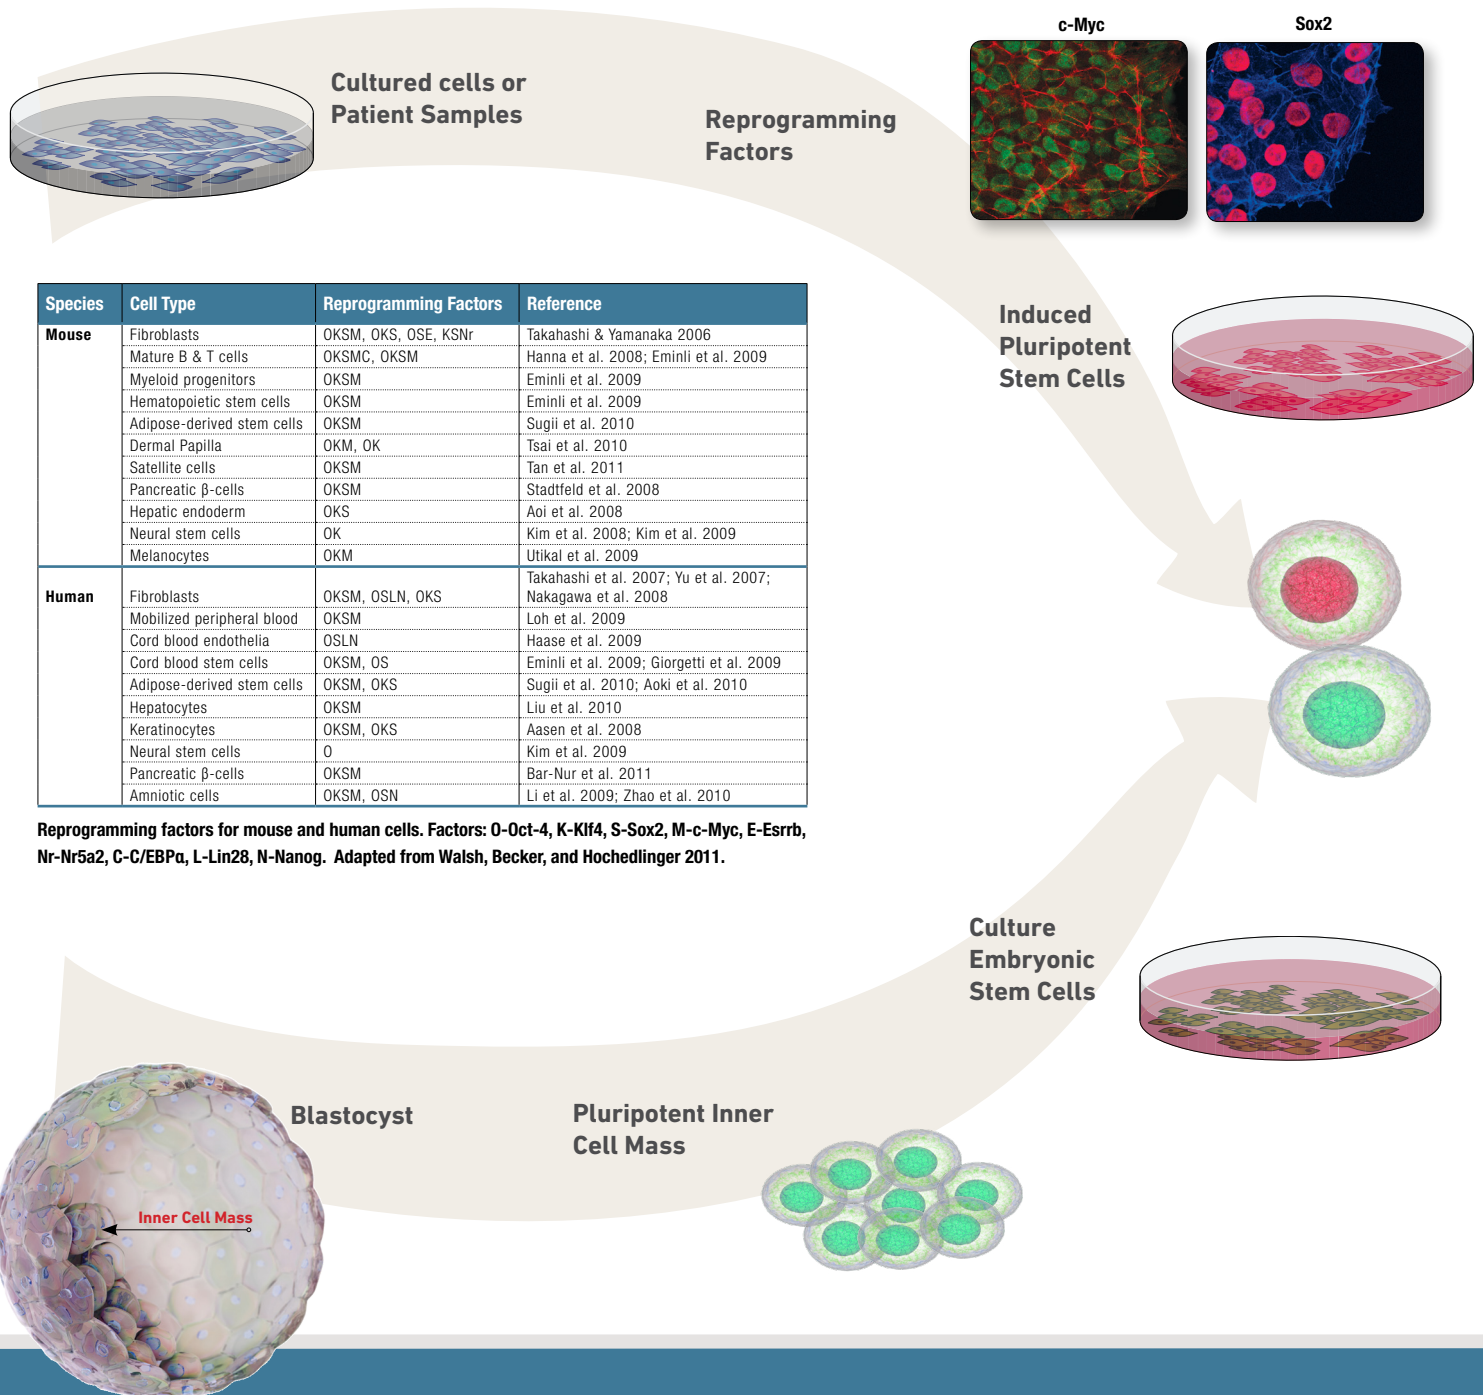 c-Myc
Sox2
Cultured cells or
Patient Samples
Reprogramming
Factors
Species Cell Type Reprogramming Factors Reference
Mouse Fibroblasts OKSM, OKS, OSE, KSNr Takahashi & Yamanaka 2006
Mature B & T cells OKSMC, OKSM Hanna et al. 2008; Eminli et al. 2009
Myeloid progenitors OKSM Eminli et al. 2009
Hematopoietic stem cells OKSM Eminli et al. 2009
Adipose-derived stem cells OKSM Sugii et al. 2010
Dermal Papilla OKM, OK Tsai et al. 2010
Satellite cells OKSM Tan et al. 2011
Pancreatic β-cells OKSM Stadtfeld et al. 2008
Hepatic endoderm OKS Aoi et al. 2008
Neural stem cells OK Kim et al. 2008; Kim et al. 2009
Melanocytes OKM Utikal et al. 2009
Takahashi et al. 2007; Yu et al. 2007;
Human Fibroblasts OKSM, OSLN, OKS Nakagawa et al. 2008
Mobilized peripheral blood OKSM Loh et al. 2009
Cord blood endothelia OSLN Haase et al. 2009
Cord blood stem cells OKSM, OS Eminli et al. 2009; Giorgetti et al. 2009
Adipose-derived stem cells OKSM, OKS Sugii et al. 2010; Aoki et al. 2010
Hepatocytes OKSM Liu et al. 2010
Keratinocytes OKSM, OKS Aasen et al. 2008
Neural stem cells O Kim et al. 2009
Pancreatic β-cells OKSM Bar-Nur et al. 2011
Amniotic cells OKSM, OSN Li et al. 2009; Zhao et al. 2010
Reprogramming factors for mouse and human cells. Factors: O-Oct-4, K-Klf4, S-Sox2, M-c-Myc, E-Esrrb,
Nr-Nr5a2, C-C/EBPα, L-Lin28, N-Nanog. Adapted from Walsh, Becker, and Hochedlinger 2011.
Induced
Pluripotent
Stem Cells
Culture
Embryonic
Stem Cells
Blastocyst
Pluripotent Inner
Cell Mass
Inner Cell Mass